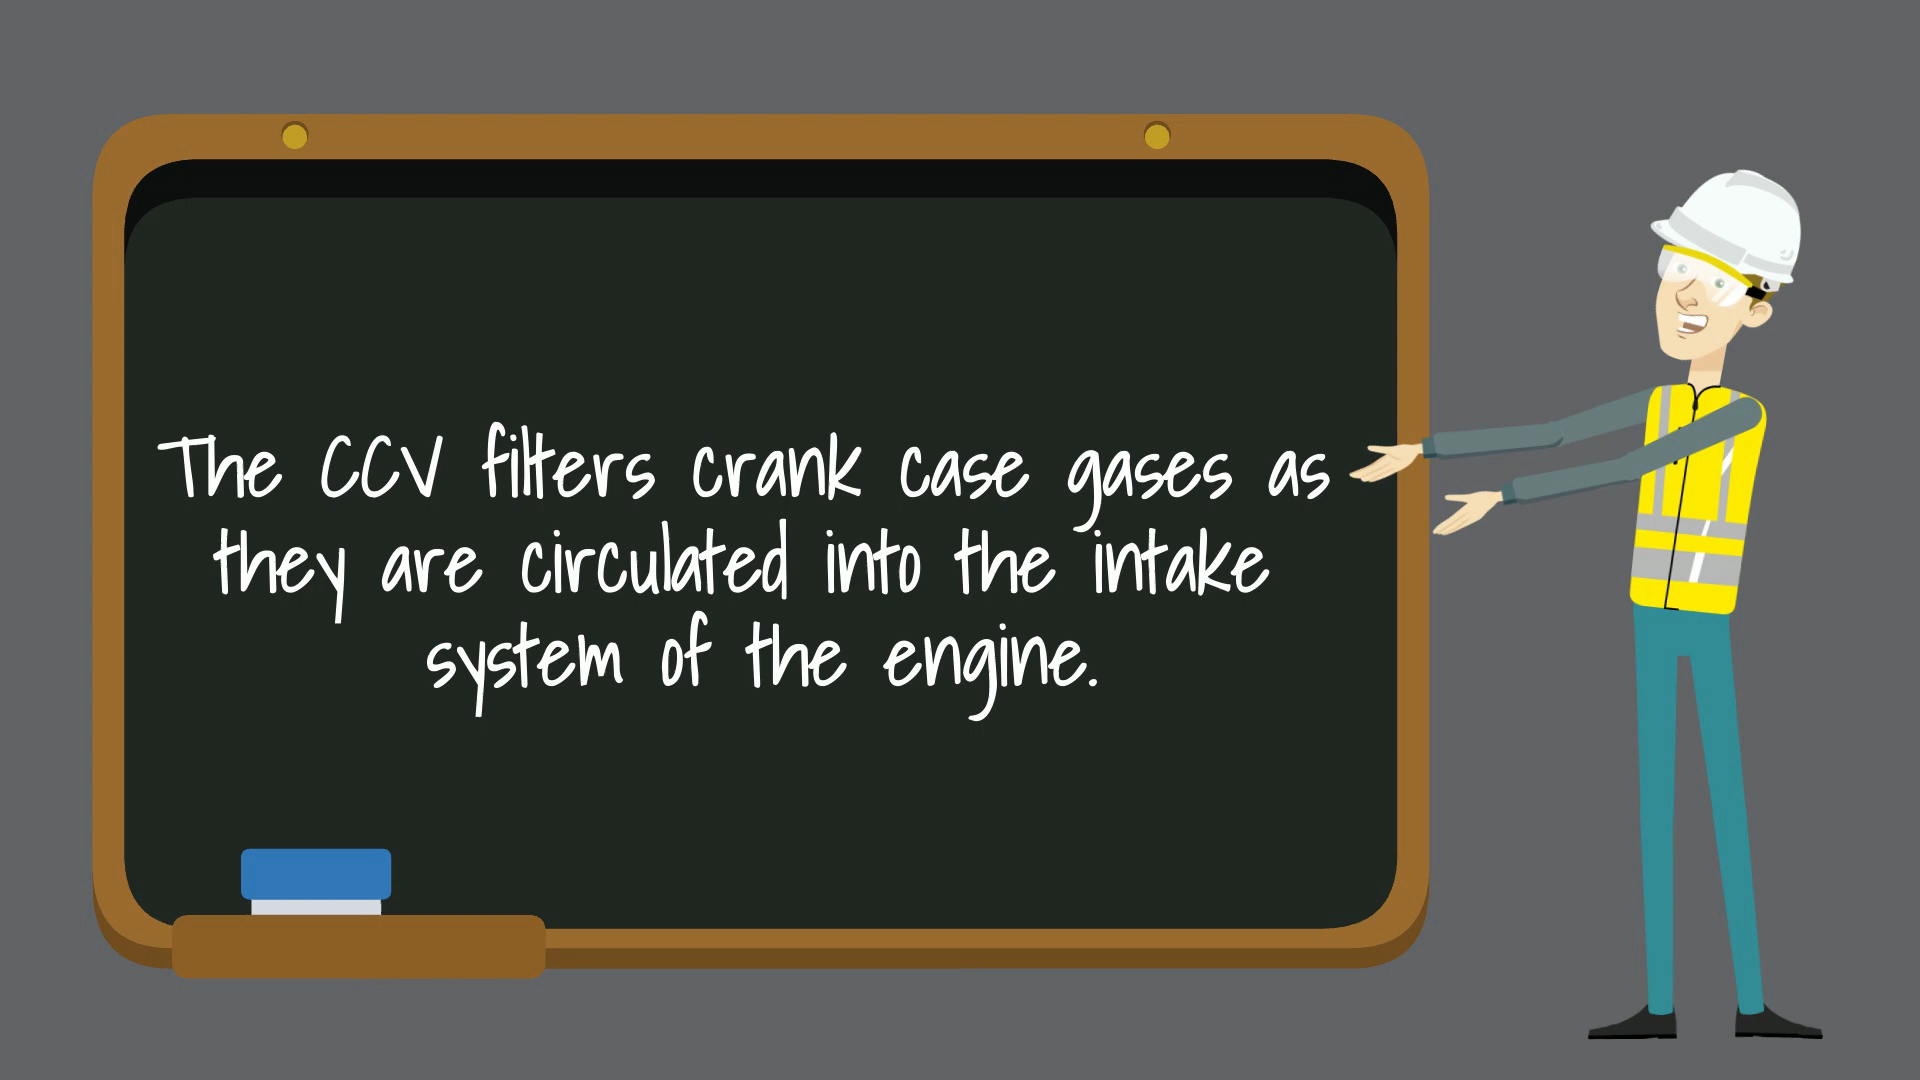 The CCV filters crank case gases as
they are circulated into the intake
system of the engine.